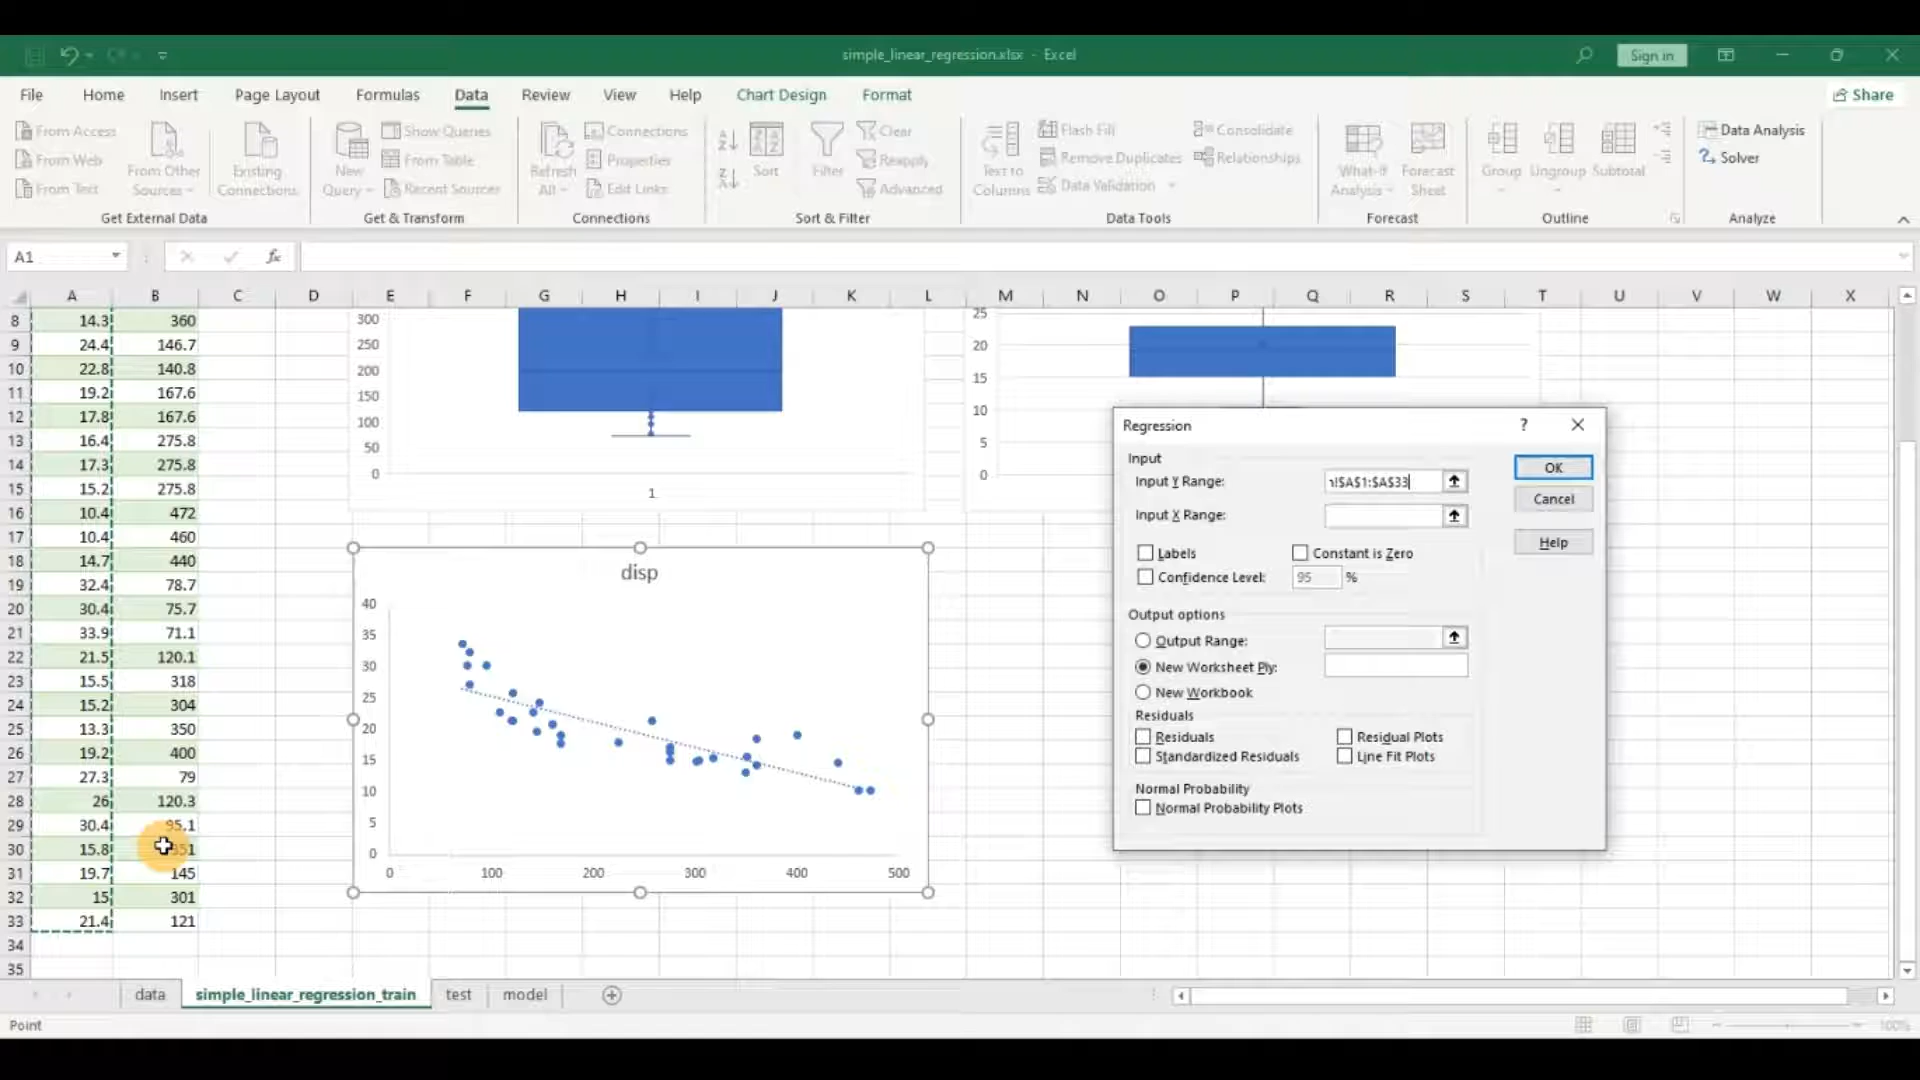 simple_linear_regression.xlsx - Excel
Sign in
File Home Insert Page Layout Formulas Data Review View Help Chart Design Format Share
From Access
From Web
From Text
From Other Sources
Existing Connections
Get External Data
New Query
Show Queries
From Table
Recent Sources
Get & Transform
Refresh All
Connections
Properties
Edit Links
Connections
Sort
Filter
Clear
Reapply
Advanced
Sort & Filter
Text to Columns
Flash Fill
Remove Duplicates
Data Validation
Consolidate
Relationships
Data Tools
What-If Analysis
Forecast Sheet
Forecast
Group Ungroup Subtotal
Outline
Data Analysis
Solver
Analyze
A1
fx
A B C D E F G H I J K L M N O P Q R S T U V W X
8 14.3 360
9 24.4 146.7
10 22.8 140.8
11 19.2 167.6
12 17.8 167.6
13 16.4 275.8
14 17.3 275.8
15 15.2 275.8
16 10.4 472
17 10.4 460
18 14.7 440
19 32.4 78.7
20 30.4 75.7
21 33.9 71.1
22 21.5 120.1
23 15.5 318
24 15.2 304
25 13.3 350
26 19.2 400
27 27.3 79
28 26 120.3
29 30.4 95.1
30 15.8 351
31 19.7 145
32 15 301
33 21.4 121
34
35
300
250
200
150
100
50
0
1
25
20
15
10
5
0
disp
40
35
30
25
20
15
10
5
0
0 100 200 300 400 500
Regression
?
Input
Input Y Range: !$A$1:$A$33
Input X Range:
Labels
Constant is Zero
Confidence Level: 95 %
OK
Cancel
Help
Output options
Output Range:
New Worksheet Ply:
New Workbook
Residuals
Residuals
Residual Plots
Standardized Residuals
Line Fit Plots
Normal Probability
Normal Probability Plots
data simple_linear_regression_train test model
Point
100%